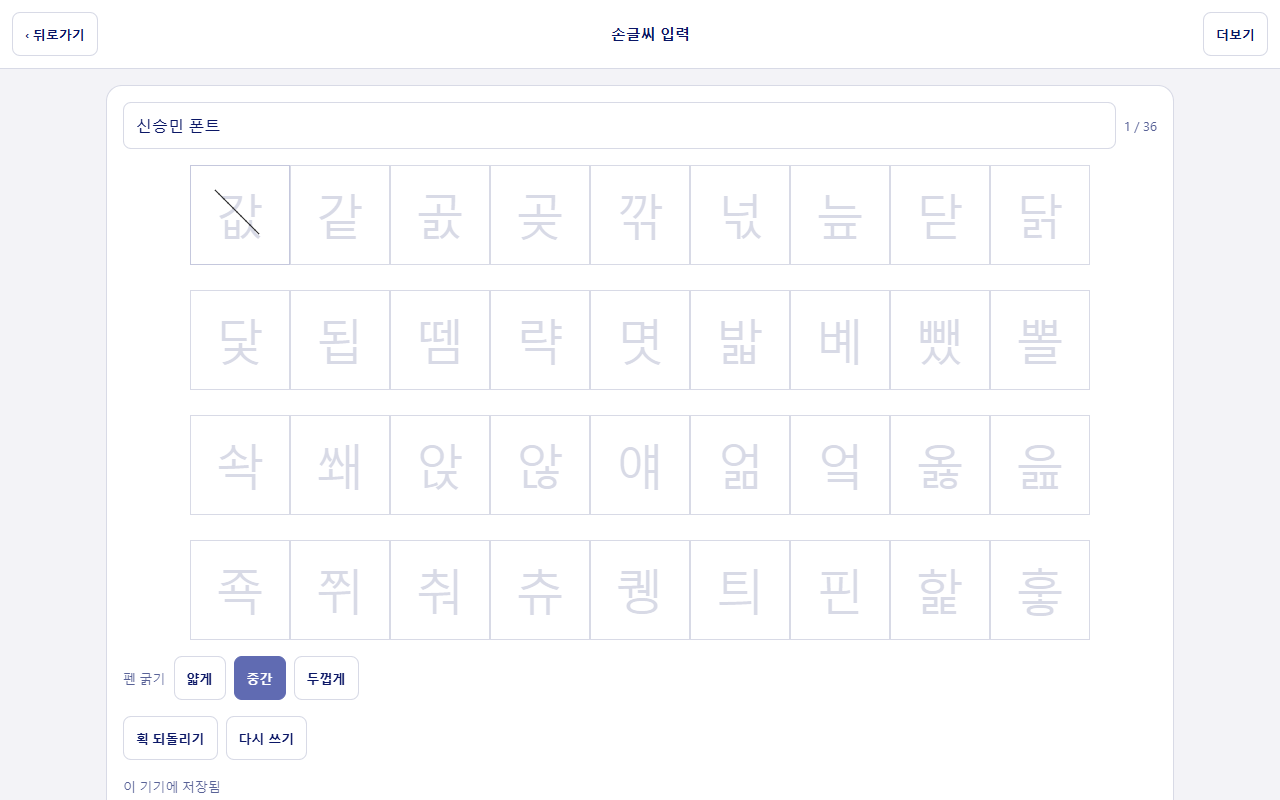 ‹ 뒤로가기
손글씨 입력
더보기
신승민 폰트
1 / 36
값 같 곬 곶 깎 넋 늪 닫 닭
닻 됩 뗌 략 몃 밟 볘 뺐 뽈
솩 쐐 앉 않 얘 얾 엌 옳 읊
죡 쮜 춰 츄 퀭 틔 핀 핥 훟
펜 굵기
얇게
중간
두껍게
획 되돌리기
다시 쓰기
이 기기에 저장됨